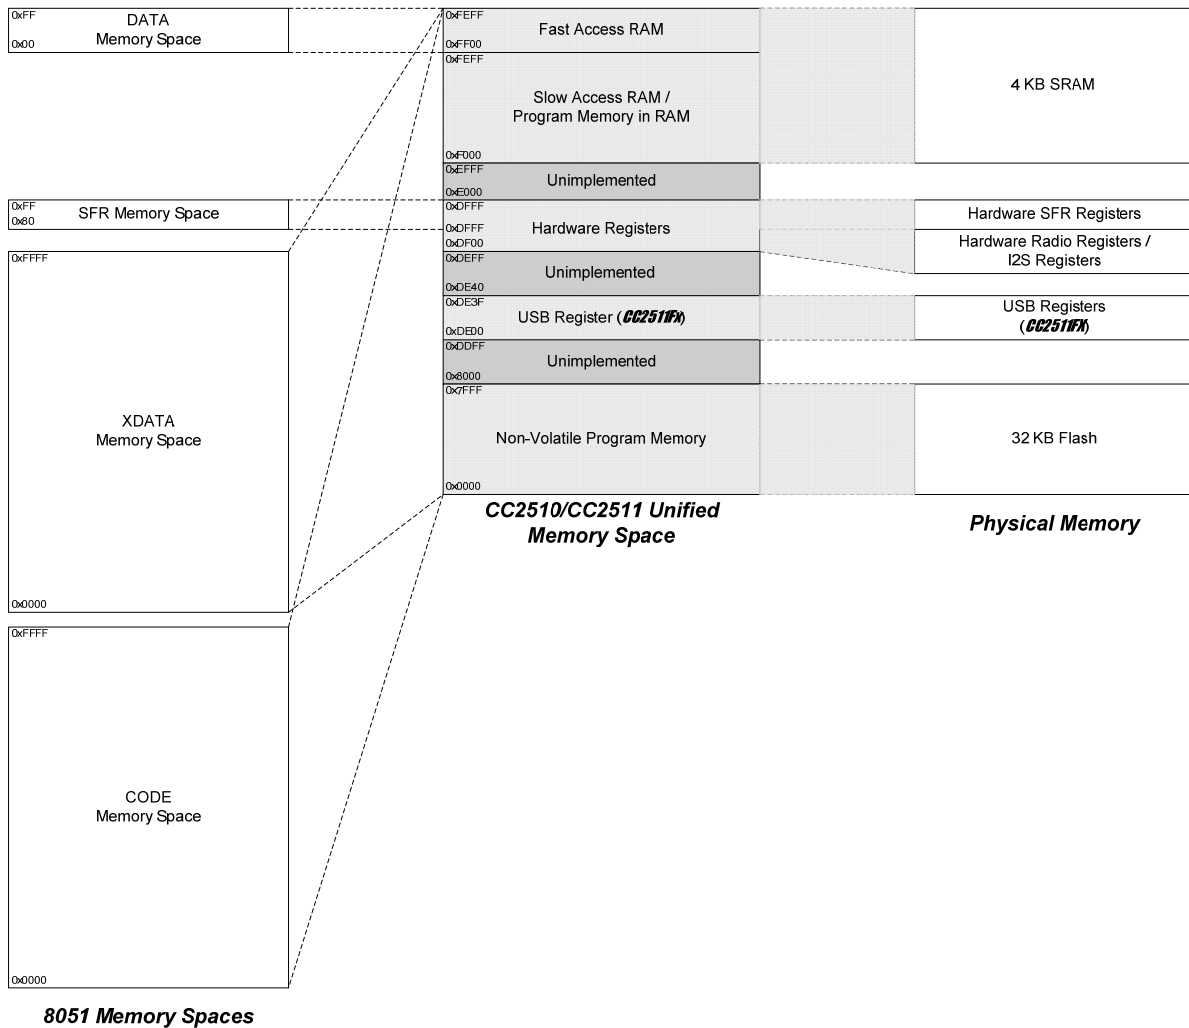 0xFF
DATA
Memory Space
0x00
0xFF
SFR Memory Space
0x80
0xFFFF
XDATA
Memory Space
0x0000
0xFFFF
CODE
Memory Space
0x0000
8051 Memory Spaces
0xFEFF
Fast Access RAM
0xFF00
0xFEFF
Slow Access RAM /
Program Memory in RAM
0xF000
0xEFFF
Unimplemented
0xE000
0xDFFF
Hardware Registers
0xDFFF
0xDF00
0xDEFF
Unimplemented
0xDE40
0xDE3F
USB Register (CC2511Fx)
0xDE00
0xDDFF
Unimplemented
0x8000
0x7FFF
Non-Volatile Program Memory
0x0000
CC2510/CC2511 Unified
Memory Space
4 KB SRAM
Hardware SFR Registers
Hardware Radio Registers /
I2S Registers
USB Registers
(CC2511FX)
32 KB Flash
Physical Memory